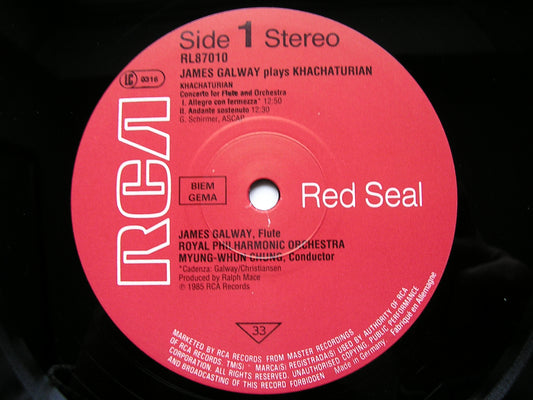 Side 1 Stereo
RL87010
LC 0316
JAMES GALWAY plays KHACHATURIAN
KHACHATURIAN
Concerto for Flute and Orchestra
I. Allegro con fermezza* 12:50
II. Andante sostenuto 12:30
G. Schirmer, ASCAP
RCA
BIEM
GEMA
Red Seal
JAMES GALWAY, Flute
ROYAL PHILHARMONIC ORCHESTRA
MYUNG-WHUN CHUNG, Conductor
*Cadenza: Galway/Christiansen
Produced by Ralph Mace
℗ 1985 RCA Records
33
MARKETED BY RCA RECORDS FROM MASTER RECORDINGS
OF RCA RECORDS. TM(S) ® MARCA(S) REGISTRADA(S) USED BY AUTHORITY OF RCA
CORPORATION. ALL RIGHTS RESERVED. UNAUTHORISED COPYING, PUBLIC PERFORMANCE
AND BROADCASTING OF THIS RECORD FORBIDDEN Made in Germany. Fabriqué en Allemagne